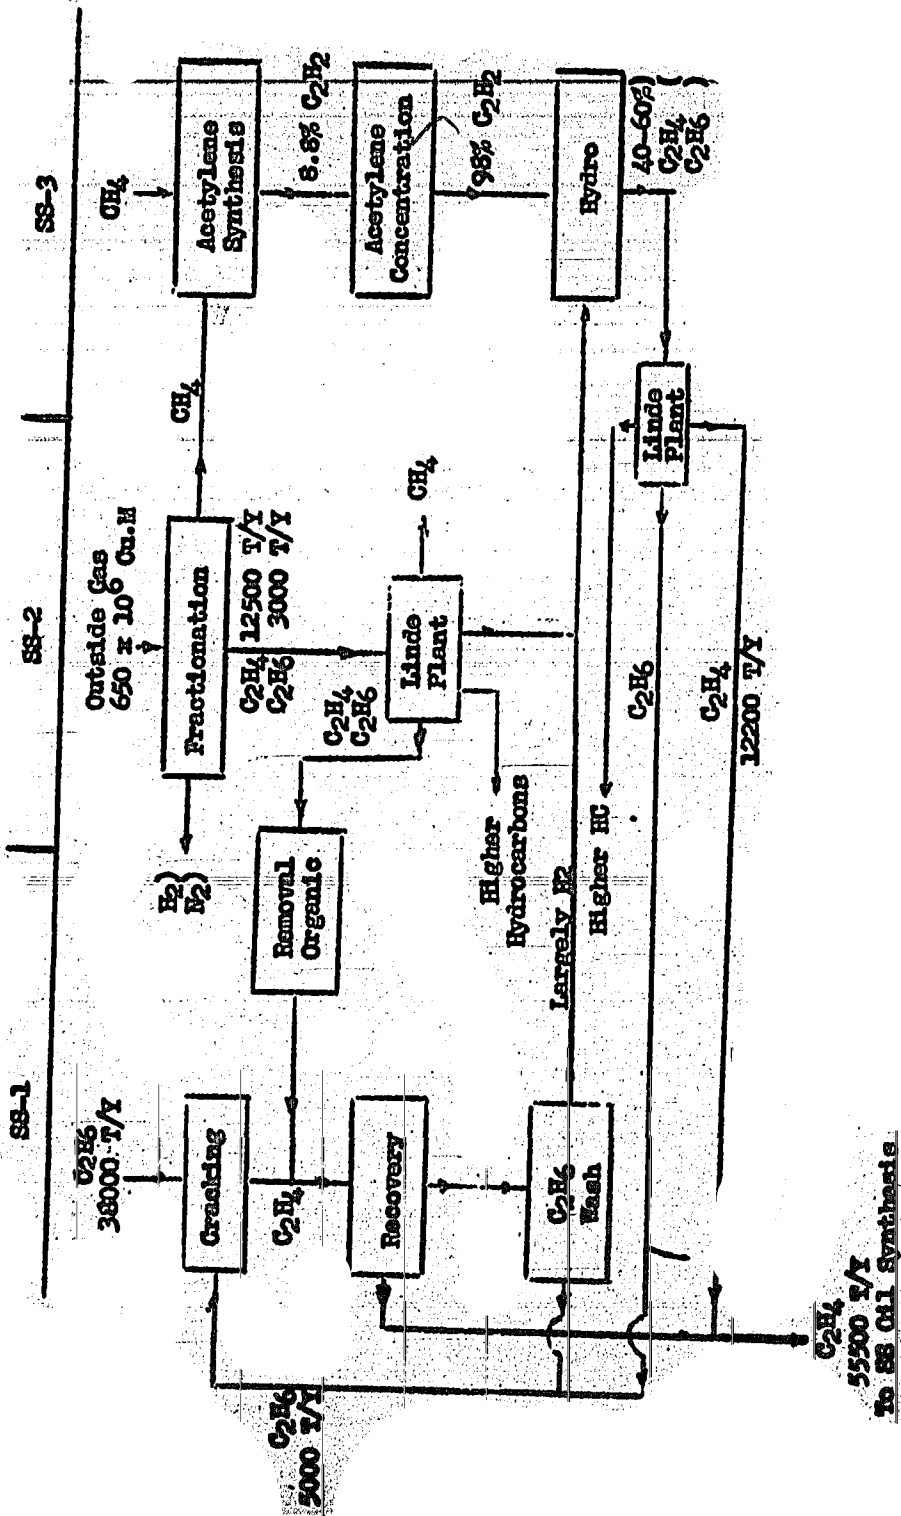 SS-1
SS-2
SS-3
C2H6
38000 T/Y
Cracking
C2H4
Recovery
C2H6
Wash
C2H6
5000 T/Y
C2H4
55500 T/Y
To SS Oil Synthesis
Outside Gas
650 x 10^6 Cu.M
Fractionation
H2)
N2)
CH4
C2H4 12500 T/Y
C2H6 3000 T/Y
Linde
Plant
CH4
C2H4
C2H6
Removal
Organic
Higher
Hydrocarbons
Largely H2
Higher HC
C2H6
C2H4
12200 T/Y
CH4
Acetylene
Synthesis
8.8% C2H2
Acetylene
Concentration
98% C2H2
Hydro
40-60%)
C2H4 (
C2H6 )
Linde
Plant